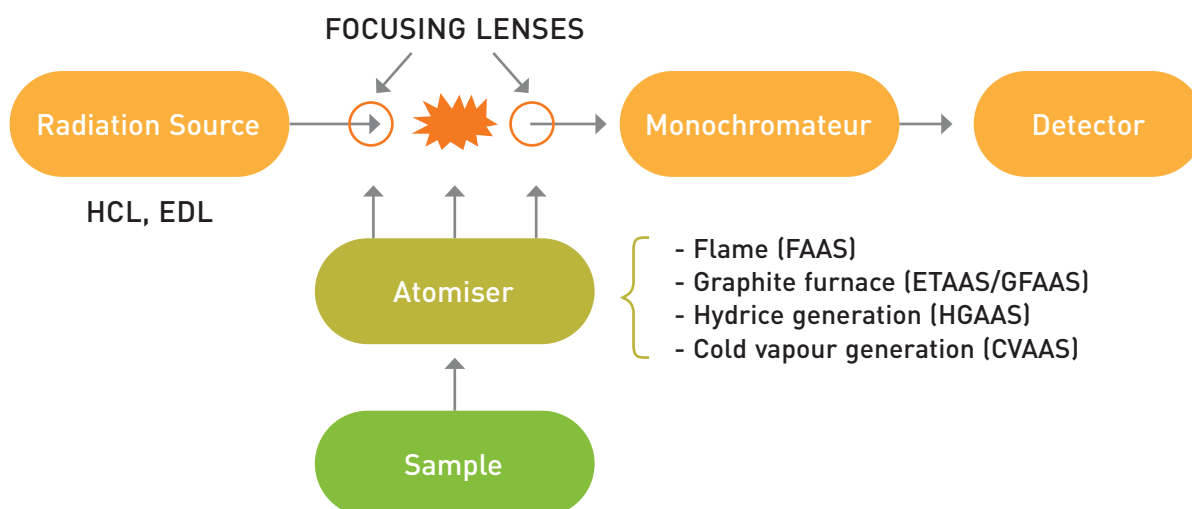 FOCUSING LENSES
Radiation Source
Monochromateur
Detector
HCL, EDL
Atomiser
- Flame (FAAS)
- Graphite furnace (ETAAS/GFAAS)
- Hydrice generation (HGAAS)
- Cold vapour generation (CVAAS)
Sample